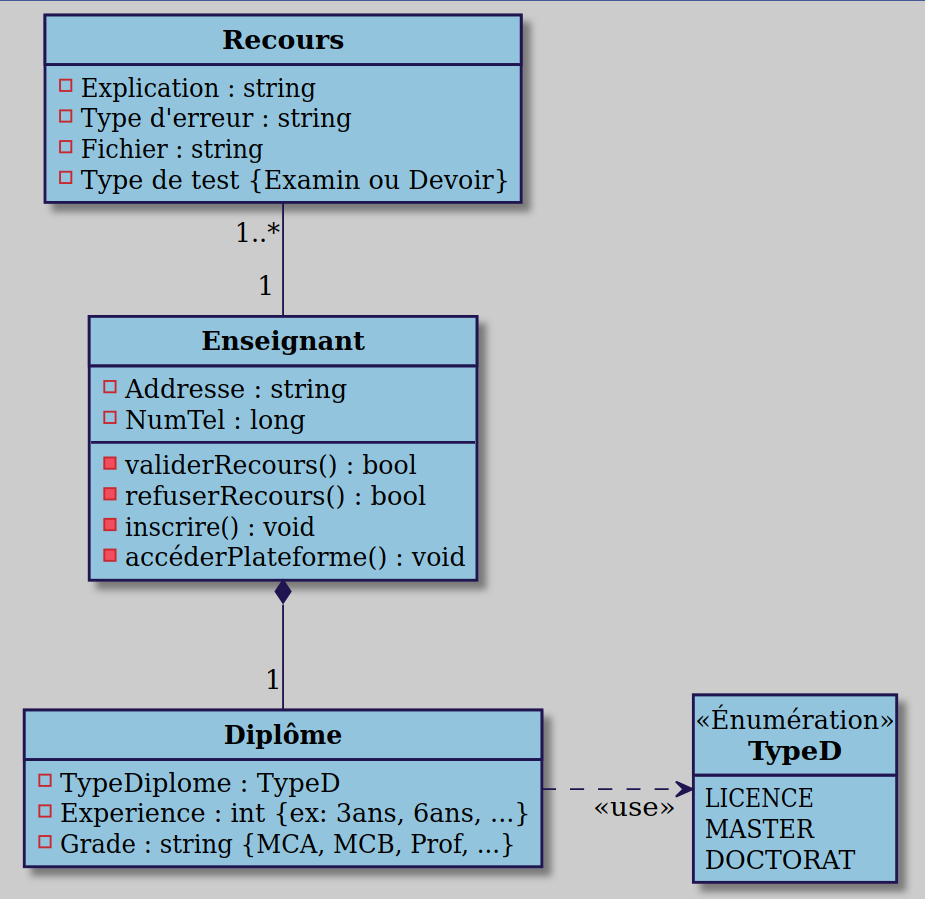 Recours
Explication : string
Type d'erreur : string
Fichier : string
Type de test {Examin ou Devoir}
1..*
1
Enseignant
Addresse : string
NumTel : long
validerRecours() : bool
refuserRecours() : bool
inscrire() : void
accéderPlateforme() : void
1
Diplôme
TypeDiplome : TypeD
Experience : int {ex: 3ans, 6ans, ...}
Grade : string {MCA, MCB, Prof, ...}
«use»
«Énumération»
TypeD
LICENCE
MASTER
DOCTORAT